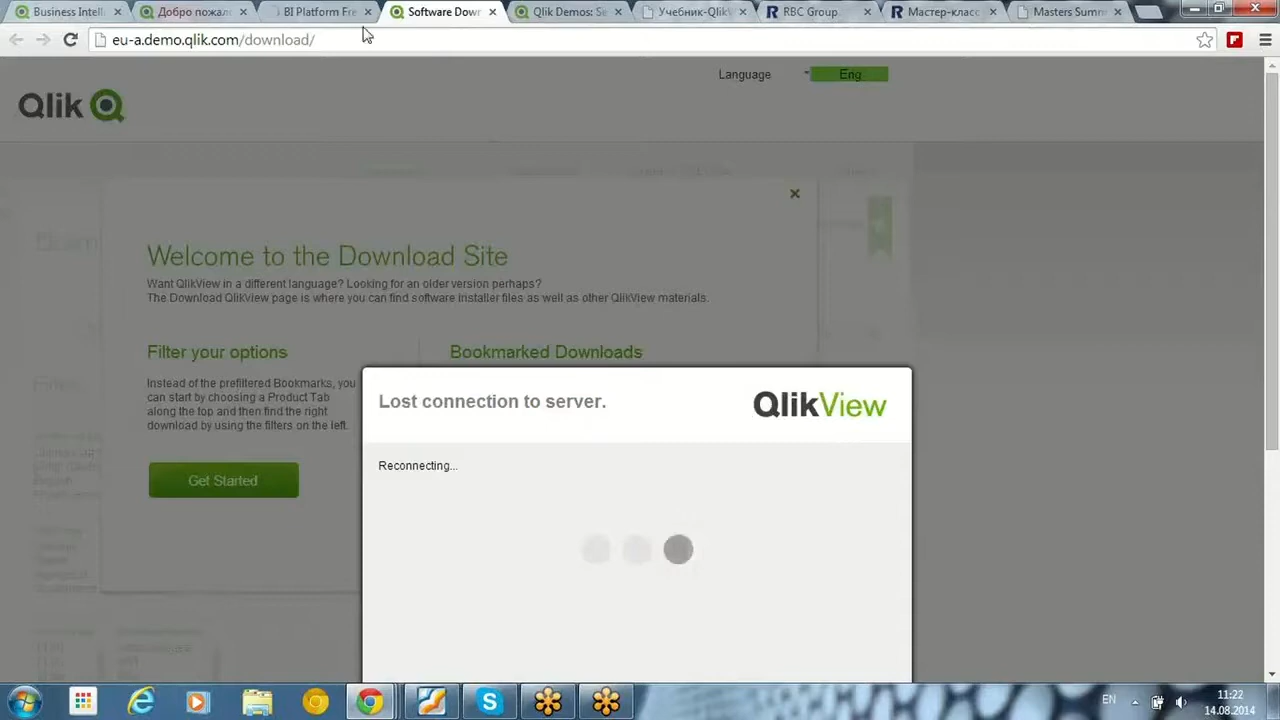 Business Intelli
Добро пожал
BI Platform Fre
Software Down
Qlik Demos: Se
Учебник-QlikV
RBC Group
Мастер-класс
Masters Summ
eu-a.demo.qlik.com/download/
Language
Eng
Qlik
Welcome to the Download Site
Want QlikView in a different language? Looking for an older version perhaps?
The Download QlikView page is where you can find software installer files as well as other QlikView materials.
Filter your options
Bookmarked Downloads
Instead of the prefiltered Bookmarks, you
can start by choosing a Product Tab
along the top and then find the right
download by using the filters on the left.
Get Started
Lost connection to server.
QlikView
Reconnecting...
EN
11:22
14.08.2014